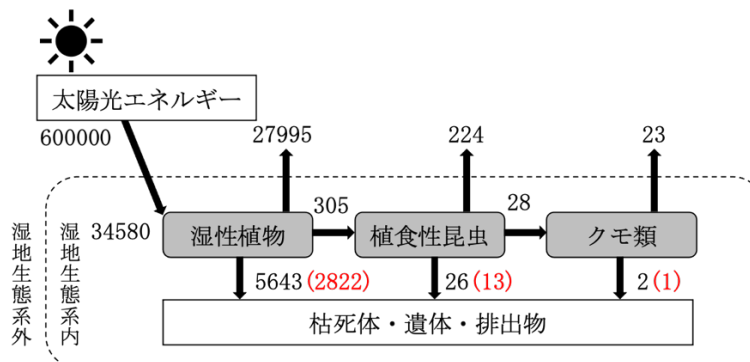 太陽光エネルギー
600000
27995
224
23
湿地生態系外
湿地生態系内
34580
湿性植物
305
植食性昆虫
28
クモ類
5643(2822)
26(13)
2(1)
枯死体・遺体・排出物